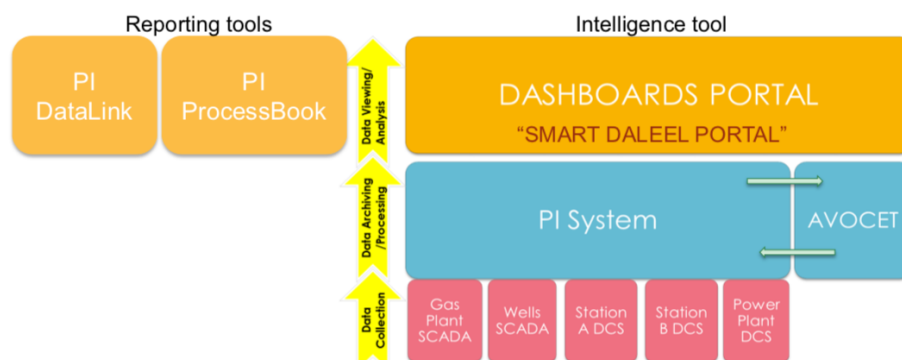 Reporting tools
Intelligence tool
PI
DataLink
PI
ProcessBook
Data Viewing/
Analysis
DASHBOARDS PORTAL
“SMART DALEEL PORTAL”
Data Archiving
/Processing
PI System
AVOCET
Data
Collection
Gas
Plant
SCADA
Wells
SCADA
Station
A DCS
Station
B DCS
Power
Plant
DCS